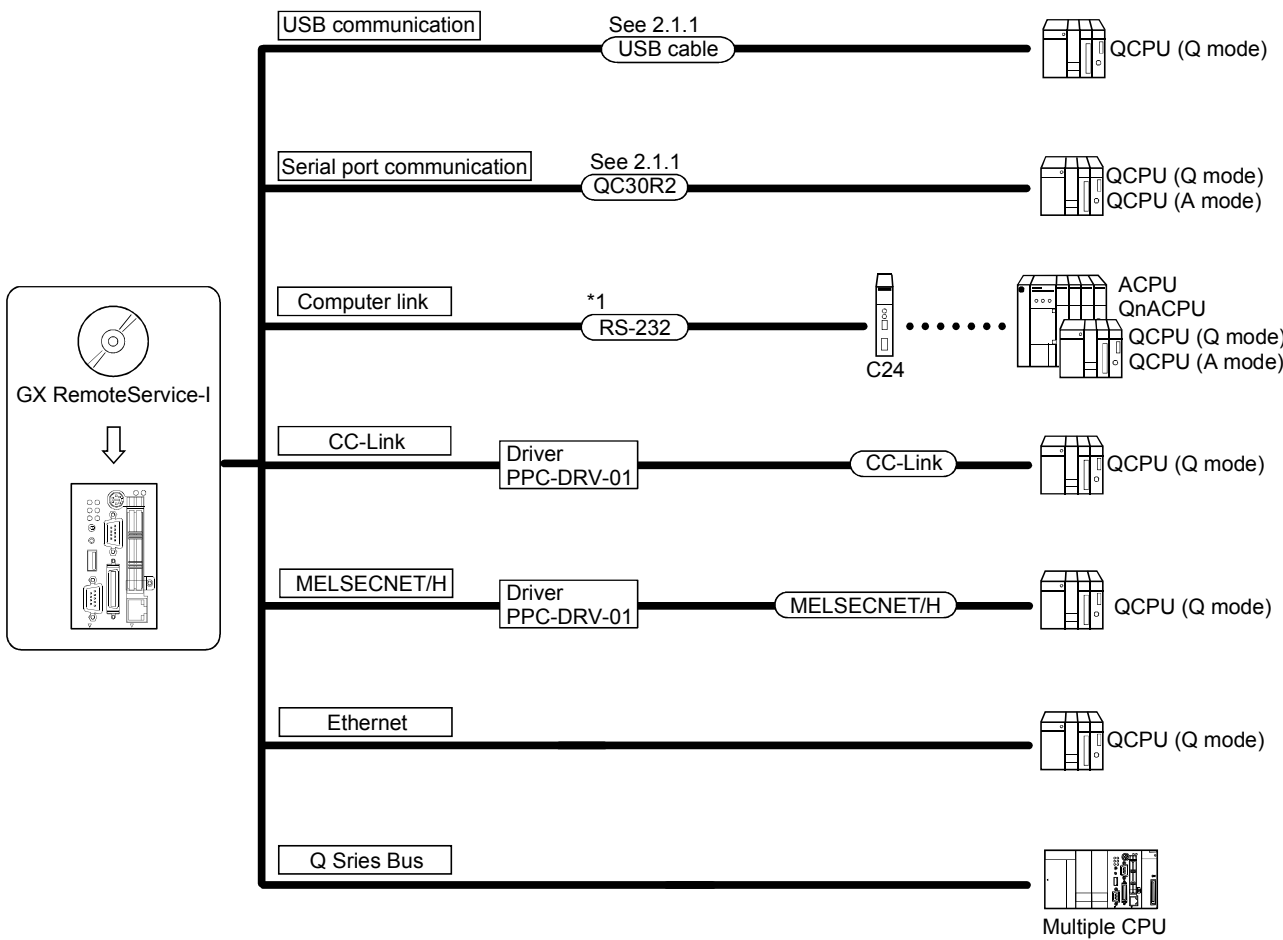 USB communication
See 2.1.1
USB cable
QCPU (Q mode)
Serial port communication
See 2.1.1
QC30R2
QCPU (Q mode)
QCPU (A mode)
Computer link
*1
RS-232
C24
ACPU
QnACPU
QCPU (Q mode)
QCPU (A mode)
GX RemoteService-I
CC-Link
Driver
PPC-DRV-01
CC-Link
QCPU (Q mode)
MELSECNET/H
Driver
PPC-DRV-01
MELSECNET/H
QCPU (Q mode)
Ethernet
QCPU (Q mode)
Q Sries Bus
Multiple CPU